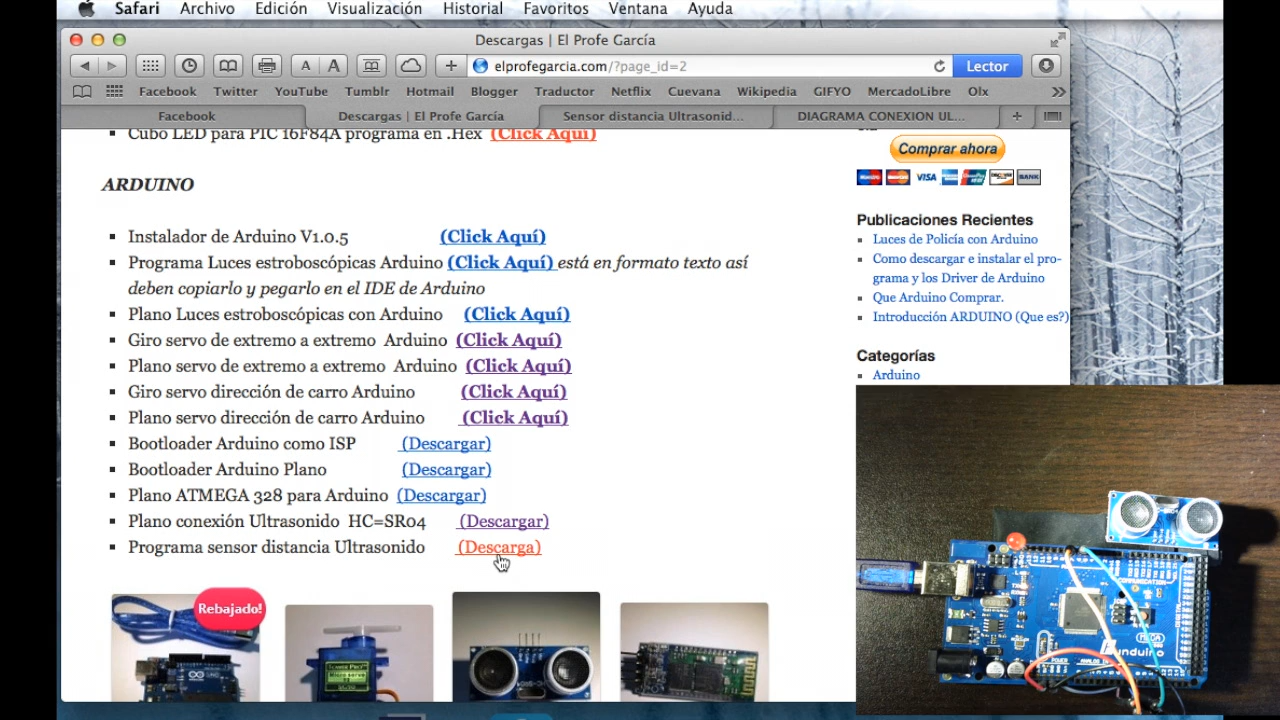 Safari Archivo Edición Visualización Historial Favoritos Ventana Ayuda
Descargas | El Profe García
elprofegarcia.com/?page_id=2
Lector
Facebook Twitter YouTube Tumblr Hotmail Blogger Traductor Netflix Cuevana Wikipedia GIFYO MercadoLibre Olx
Facebook
Descargas | El Profe García
Sensor distancia Ultrasonid...
DIAGRAMA CONEXION UL...
Cubo LED para PIC 16F84A programa en .Hex (Click Aquí)
ARDUINO
Instalador de Arduino V1.0.5 (Click Aquí)
Programa Luces estroboscópicas Arduino (Click Aquí) está en formato texto así
deben copiarlo y pegarlo en el IDE de Arduino
Plano Luces estroboscópicas con Arduino (Click Aquí)
Giro servo de extremo a extremo Arduino (Click Aquí)
Plano servo de extremo a extremo Arduino (Click Aquí)
Giro servo dirección de carro Arduino (Click Aquí)
Plano servo dirección de carro Arduino (Click Aquí)
Bootloader Arduino como ISP (Descargar)
Bootloader Arduino Plano (Descargar)
Plano ATMEGA 328 para Arduino (Descargar)
Plano conexión Ultrasonido HC=SR04 (Descargar)
Programa sensor distancia Ultrasonido (Descarga)
Rebajado!
Comprar ahora
VISA
BANK
Publicaciones Recientes
Luces de Policía con Arduino
Como descargar e instalar el pro-
grama y los Driver de Arduino
Que Arduino Comprar.
Introducción ARDUINO (Que es?)
Categorías
Arduino
COMMUNICATION
MEGA
unduino
POWER
ANALOG IN